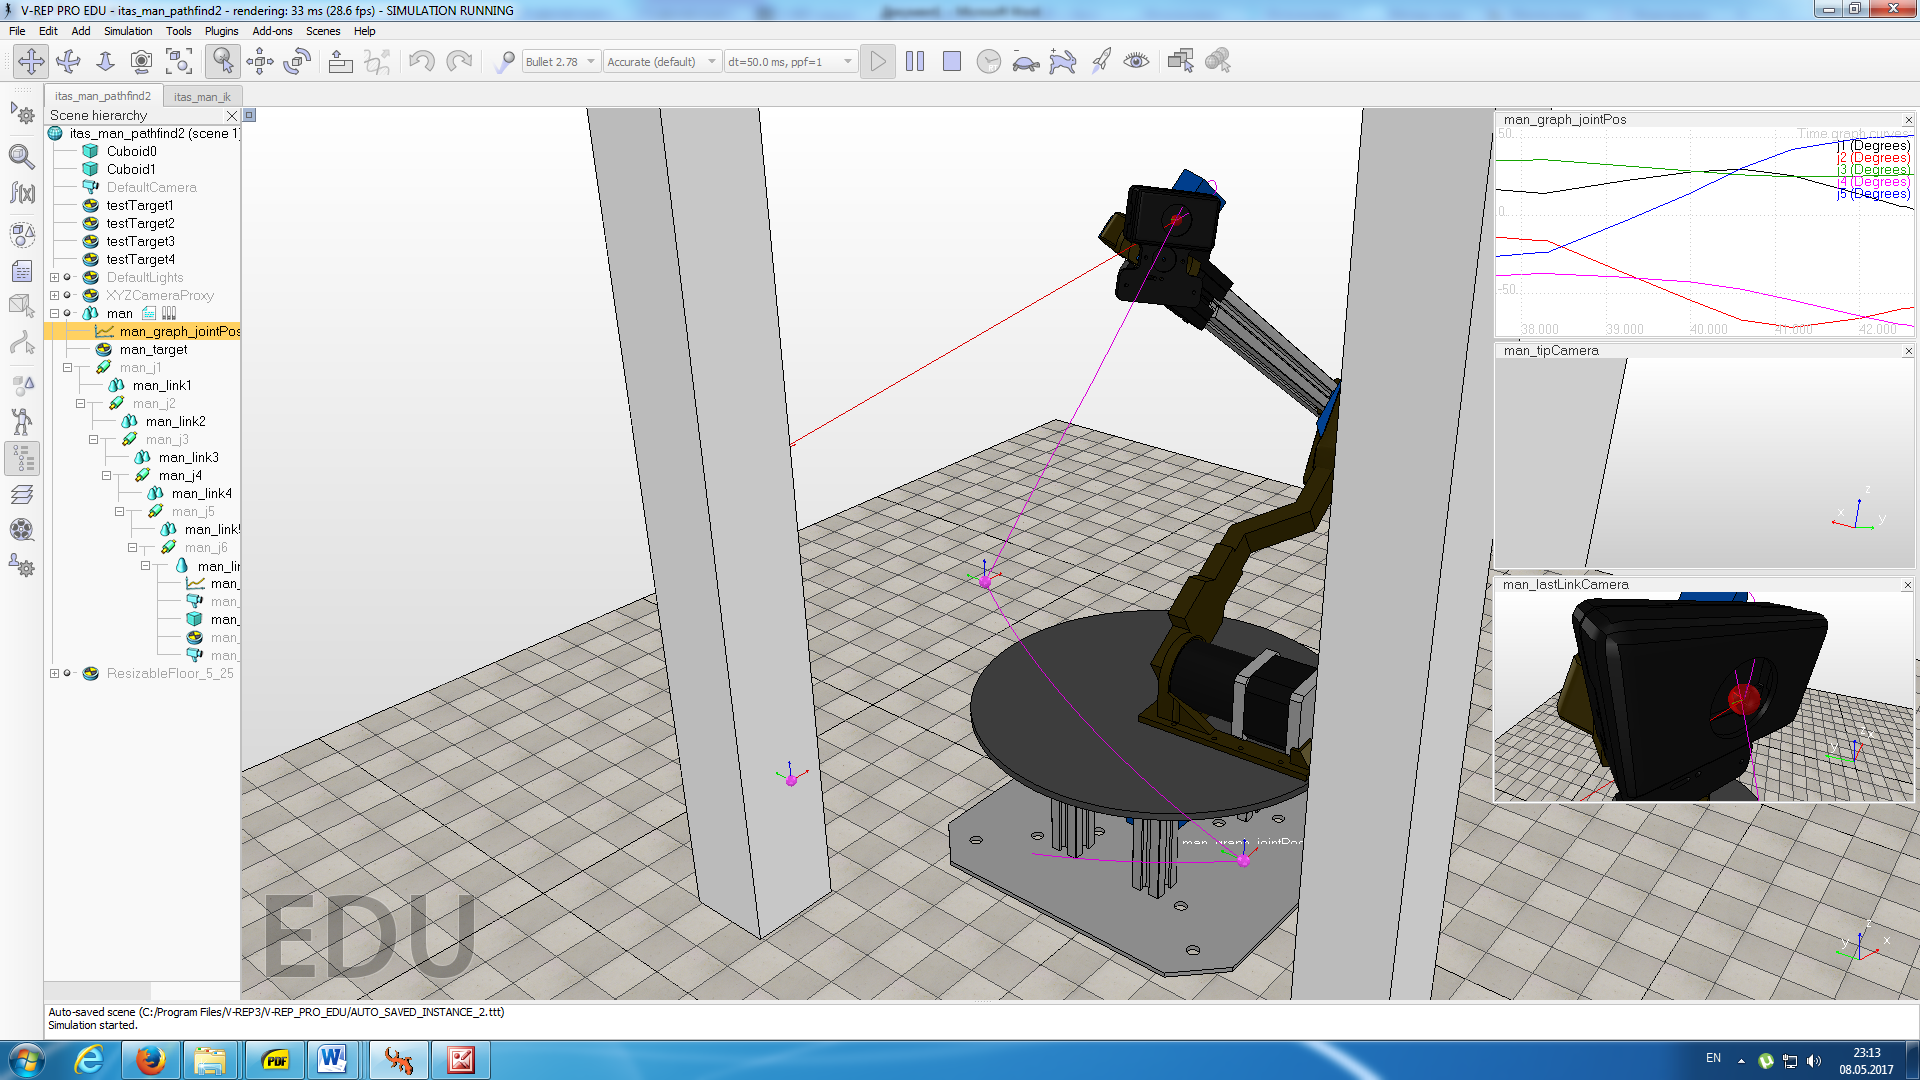 V-REP PRO EDU - itas_man_pathfind2 - rendering: 33 ms (28.6 fps) - SIMULATION RUNNING
File Edit Add Simulation Tools Plugins Add-ons Scenes Help
Bullet 2.78 Accurate (default) dt=50.0 ms, ppf=1
itas_man_pathfind2 itas_man_ik
Scene hierarchy
itas_man_pathfind2 (scene 1)
Cuboid0
Cuboid1
DefaultCamera
testTarget1
testTarget2
testTarget3
testTarget4
DefaultLights
XYZCameraProxy
man
man_graph_jointPos
man_target
man_j1
man_link1
man_j2
man_link2
man_j3
man_link3
man_j4
man_link4
man_j5
man_link5
man_j6
man_li
man_
man_
man_
man_
man_
ResizableFloor_5_25
man_graph_jointPos
Time graph curves
j1 (Degrees)
j2 (Degrees)
j3 (Degrees)
j4 (Degrees)
j5 (Degrees)
50.
0.
-50.
38.000 39.000 40.000 41.000 42.000
man_tipCamera
z
x y
man_lastLinkCamera
man_graph_jointPos
z
y x
EDU
Auto-saved scene (C:/Program Files/V-REP3/V-REP_PRO_EDU/AUTO_SAVED_INSTANCE_2.ttt)
Simulation started.
PDF
W
EN
23:13
08.05.2017